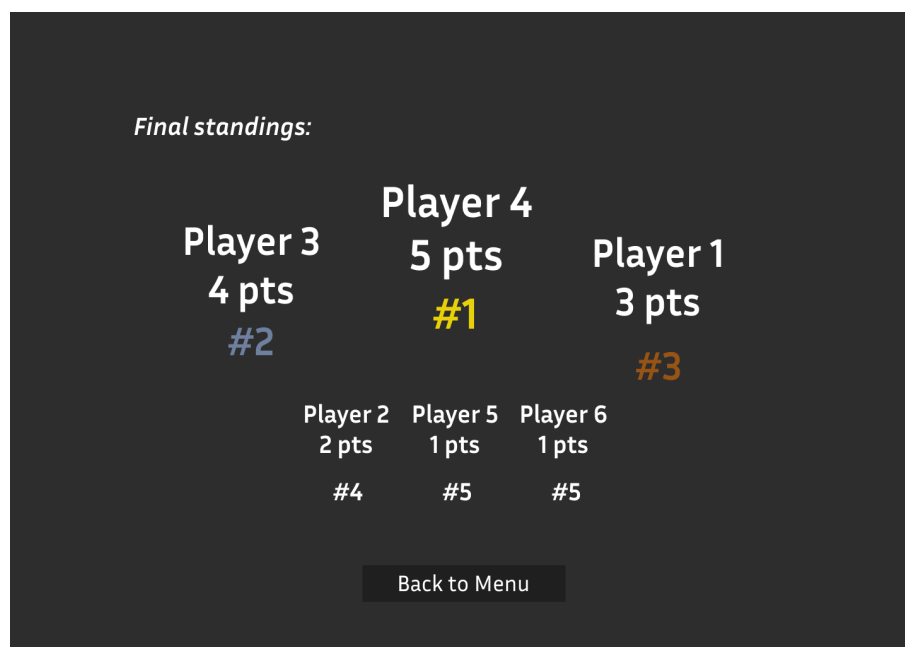 Final standings:
Player 4
5 pts
#1
Player 3
4 pts
#2
Player 1
3 pts
#3
Player 2
2 pts
#4
Player 5
1 pts
#5
Player 6
1 pts
#5
Back to Menu